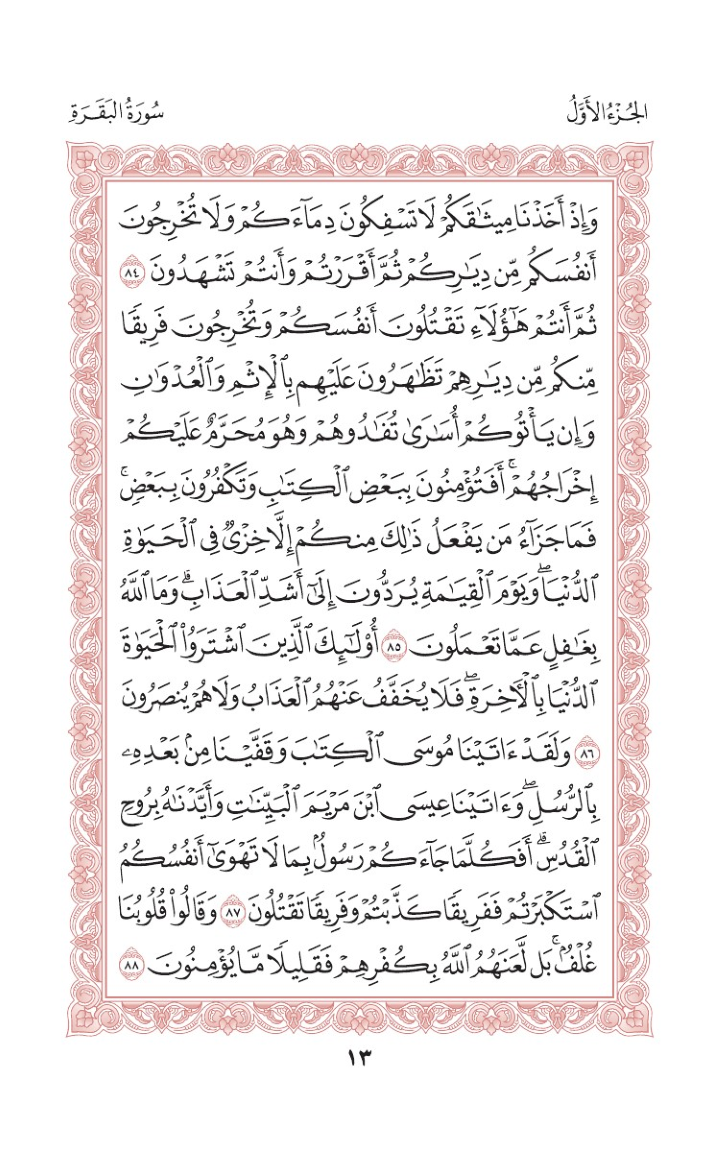 الجُزْءُ الأَوَّلُ
سُورَةُ البَقَرَةِ
وَإِذْ أَخَذْنَا مِيثَٰقَكُمْ لَا تَسْفِكُونَ دِمَآءَكُمْ وَلَا تُخْرِجُونَ
أَنفُسَكُم مِّن دِيَٰرِكُمْ ثُمَّ أَقْرَرْتُمْ وَأَنتُمْ تَشْهَدُونَ ٨٤
ثُمَّ أَنتُمْ هَٰٓؤُلَآءِ تَقْتُلُونَ أَنفُسَكُمْ وَتُخْرِجُونَ فَرِيقًا
مِّنكُم مِّن دِيَٰرِهِمْ تَظَٰهَرُونَ عَلَيْهِم بِٱلْإِثْمِ وَٱلْعُدْوَٰنِ
وَإِن يَأْتُوكُمْ أُسَٰرَىٰ تُفَٰدُوهُمْ وَهُوَ مُحَرَّمٌ عَلَيْكُمْ
إِخْرَاجُهُمْ ۚ أَفَتُؤْمِنُونَ بِبَعْضِ ٱلْكِتَٰبِ وَتَكْفُرُونَ بِبَعْضٍ ۚ
فَمَا جَزَآءُ مَن يَفْعَلُ ذَٰلِكَ مِنكُمْ إِلَّا خِزْىٌ فِى ٱلْحَيَوٰةِ
ٱلدُّنْيَا ۖ وَيَوْمَ ٱلْقِيَٰمَةِ يُرَدُّونَ إِلَىٰٓ أَشَدِّ ٱلْعَذَابِ ۗ وَمَا ٱللَّهُ
بِغَٰفِلٍ عَمَّا تَعْمَلُونَ ٨٥ أُو۟لَٰٓئِكَ ٱلَّذِينَ ٱشْتَرَوُا۟ ٱلْحَيَوٰةَ
ٱلدُّنْيَا بِٱلْءَاخِرَةِ ۖ فَلَا يُخَفَّفُ عَنْهُمُ ٱلْعَذَابُ وَلَا هُمْ يُنصَرُونَ
٨٦ وَلَقَدْ ءَاتَيْنَا مُوسَى ٱلْكِتَٰبَ وَقَفَّيْنَا مِنۢ بَعْدِهِۦ
بِٱلرُّسُلِ ۖ وَءَاتَيْنَا عِيسَى ٱبْنَ مَرْيَمَ ٱلْبَيِّنَٰتِ وَأَيَّدْنَٰهُ بِرُوحِ
ٱلْقُدُسِ ۗ أَفَكُلَّمَا جَآءَكُمْ رَسُولٌۢ بِمَا لَا تَهْوَىٰٓ أَنفُسُكُمُ
ٱسْتَكْبَرْتُمْ فَفَرِيقًا كَذَّبْتُمْ وَفَرِيقًا تَقْتُلُونَ ٨٧ وَقَالُوا۟ قُلُوبُنَا
غُلْفٌۢ ۚ بَل لَّعَنَهُمُ ٱللَّهُ بِكُفْرِهِمْ فَقَلِيلًا مَّا يُؤْمِنُونَ ٨٨
١٣